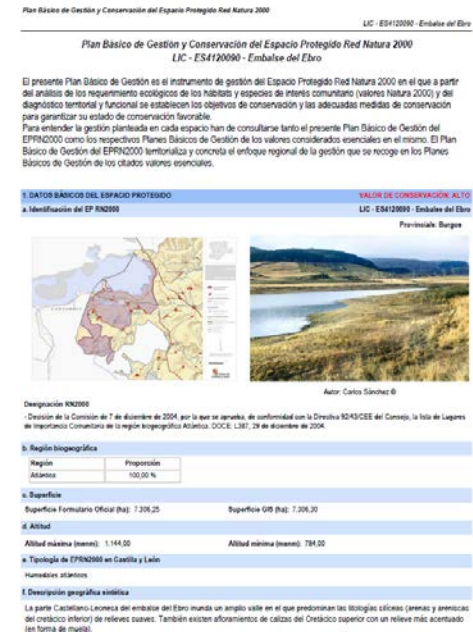 Plan Básico de Gestión y Conservación del Espacio Protegido Red Natura 2000
LIC - ES4120090 - Embalse del Ebro
Plan Básico de Gestión y Conservación del Espacio Protegido Red Natura 2000
LIC - ES4120090 - Embalse del Ebro
El presente Plan Básico de Gestión es el instrumento de gestión del Espacio Protegido Red Natura 2000 en el que a partir
del análisis de los requerimiento ecológicos de los hábitats y especies de interés comunitario (valores Natura 2000) y del
diagnóstico territorial y funcional se establecen los objetivos de conservación y las adecuadas medidas de conservación
para garantizar su estado de conservación favorable.
Para entender la gestión planteada en cada espacio han de consultarse tanto el presente Plan Básico de Gestión del
EPRN2000 como los respectivos Planes Básicos de Gestión de los valores considerados esenciales en el mismo. El Plan
Básico de Gestión del EPRN2000 territorializa y concreta el enfoque regional de la gestión que se recoge en los Planes
Básicos de Gestión de los citados valores esenciales.
1. DATOS BÁSICOS DEL ESPACIO PROTEGIDO
VALOR DE CONSERVACIÓN: ALTO
a. Identificación del EP RN2000
LIC - ES4120090 - Embalse del Ebro
Provincia/s: Burgos
Autor: Carlos Sánchez ©
Designación RN2000
- Decisión de la Comisión de 7 de diciembre de 2004, por la que se aprueba, de conformidad con la Directiva 92/43/CEE del Consejo, la lista de Lugares
de Importancia Comunitaria de la región biogeográfica Atlántica. DOCE: L387, 29 de diciembre de 2004.
b. Región biogeográfica
Región Proporción
Atlántica 100,00 %
c. Superficie
Superficie Formulario Oficial (ha): 7.306,25 Superficie GIS (ha): 7.306,30
d. Altitud
Altitud máxima (msnm): 1.144,00 Altitud mínima (msnm): 784,00
e. Tipología de EPRN2000 en Castilla y León
Humedales atlánticos
f. Descripción geográfica sintética
La parte Castellano-Leonesa del embalse del Ebro inunda un amplio valle en el que predominan las litologías silíceas (arenas y areniscas
del cretácico inferior) de relieves suaves. También existen afloramientos de calizas del Cretácico superior con un relieve más acentuado
(en forma de muela).